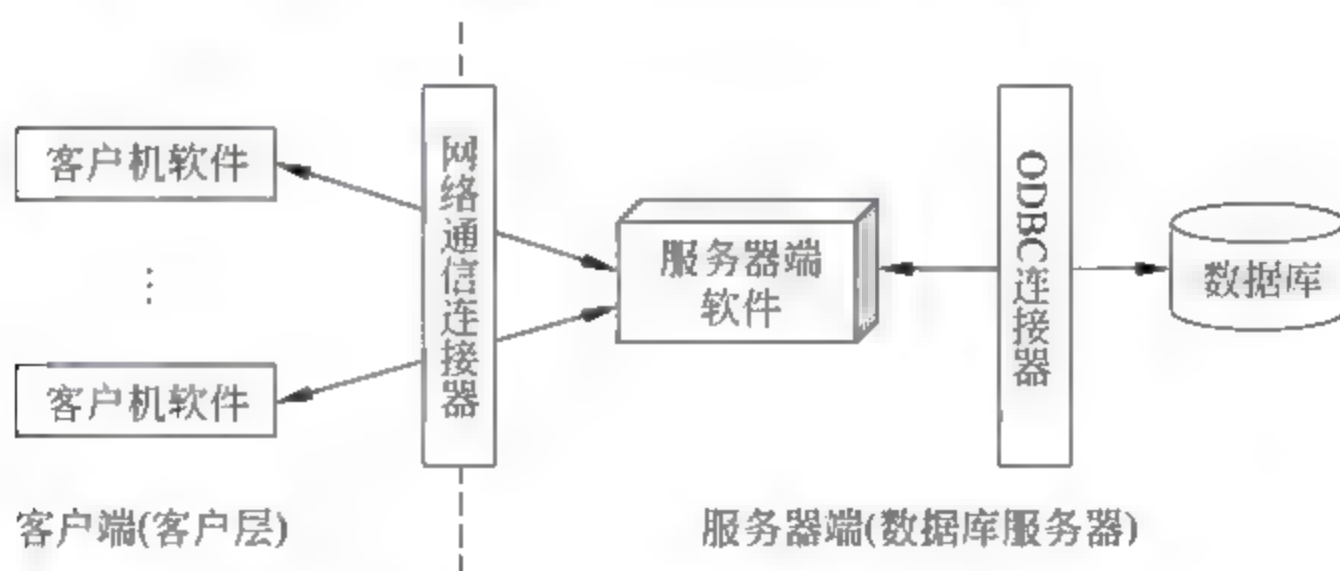 客户机软件
⋮
客户机软件
网络通信连接器
服务器端
软件
ODBC连接器
数据库
客户端(客户层)
服务器端(数据库服务器)